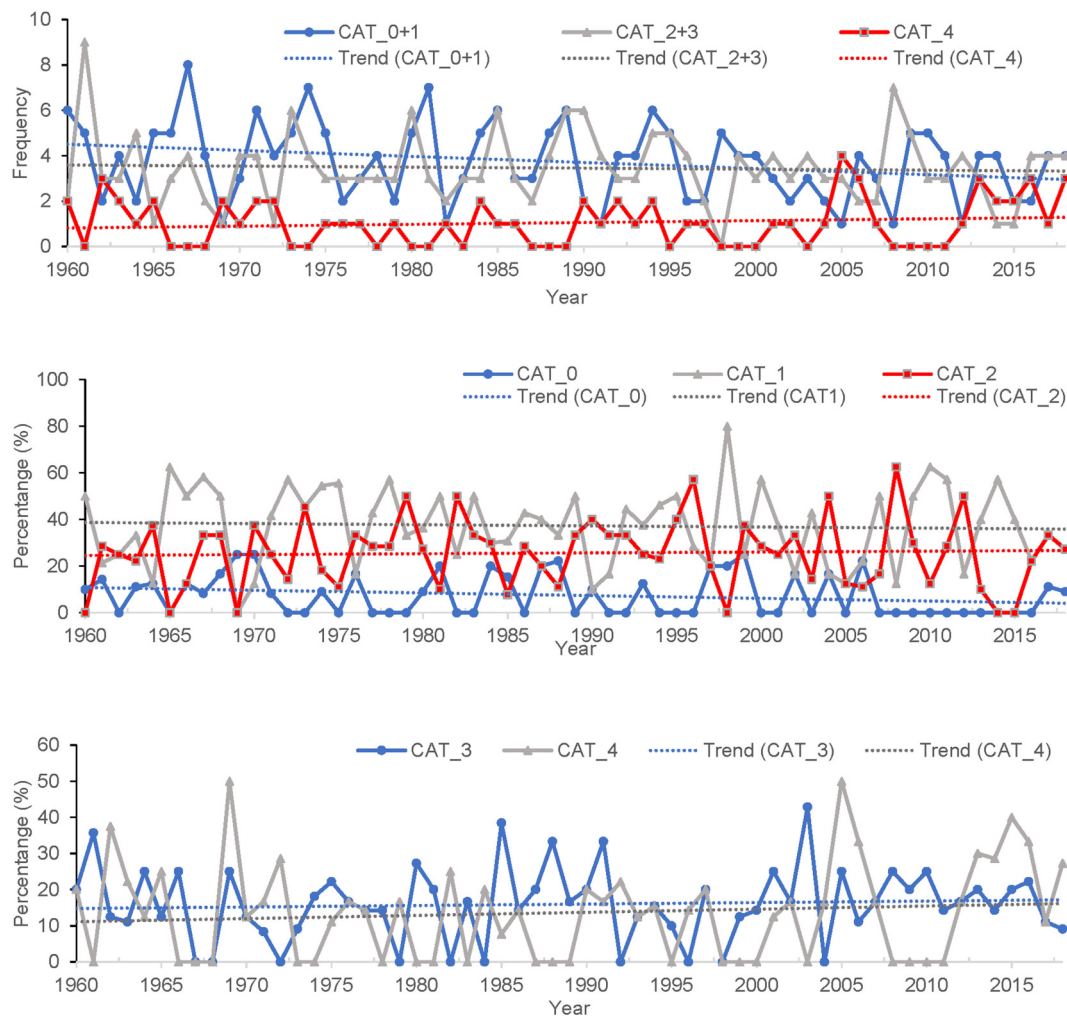 CAT_0+1 CAT_2+3 CAT_4
Trend (CAT_0+1) Trend (CAT_2+3) Trend (CAT_4)
Frequency
10
8
6
4
2
0
1960 1965 1970 1975 1980 1985 1990 1995 2000 2005 2010 2015
Year
CAT_0 CAT_1 CAT_2
Trend (CAT_0) Trend (CAT1) Trend (CAT_2)
Percentange (%)
100
80
60
40
20
0
1960 1965 1970 1975 1980 1985 1990 1995 2000 2005 2010 2015
Year
CAT_3 CAT_4 Trend (CAT_3) Trend (CAT_4)
Percentage (%)
60
50
40
30
20
10
0
1960 1965 1970 1975 1980 1985 1990 1995 2000 2005 2010 2015
Year